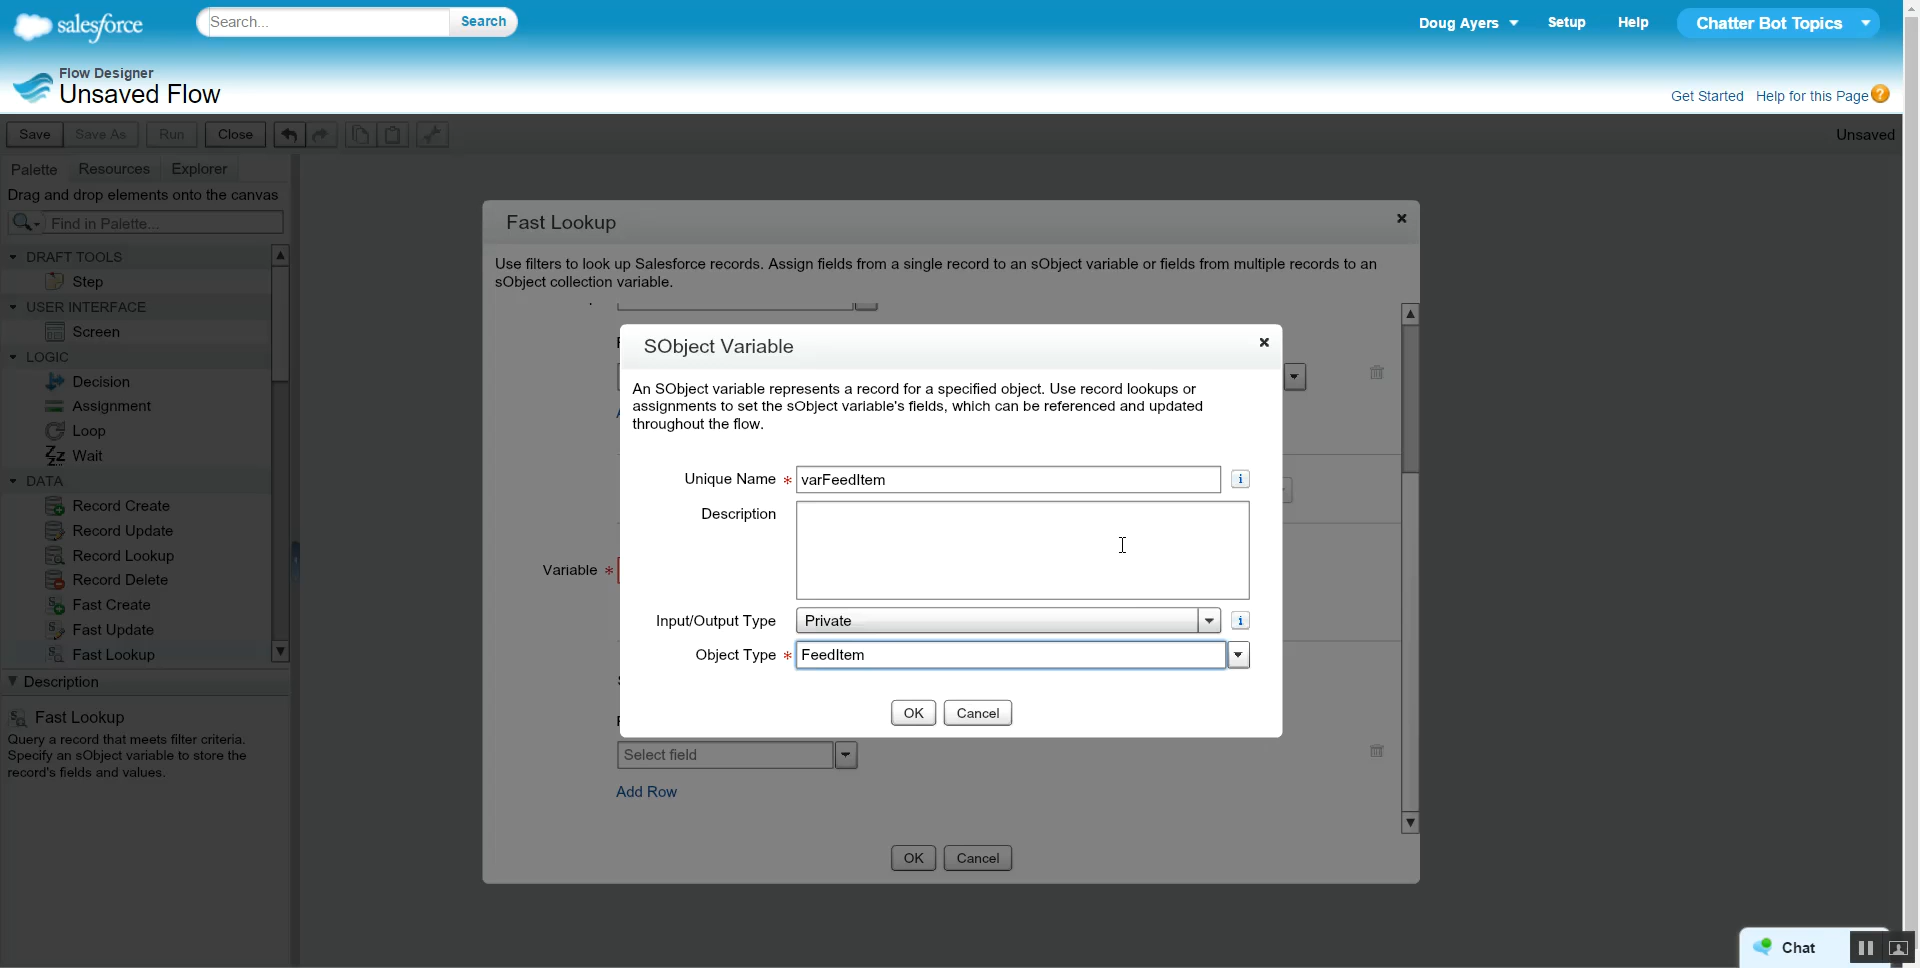 salesforce
Search...
Search
Doug Ayers
Setup
Help
Chatter Bot Topics
Flow Designer
Unsaved Flow
Get Started
Help for this Page
?
Save
Save As
Run
Close
Unsaved
Palette
Resources
Explorer
Drag and drop elements onto the canvas
Find in Palette...
DRAFT TOOLS
Step
USER INTERFACE
Screen
LOGIC
Decision
Assignment
Loop
Wait
DATA
Record Create
Record Update
Record Lookup
Record Delete
Fast Create
Fast Update
Fast Lookup
Description
Fast Lookup
Query a record that meets filter criteria.
Specify an sObject variable to store the
record's fields and values.
Fast Lookup
Use filters to look up Salesforce records. Assign fields from a single record to an sObject variable or fields from multiple records to an
sObject collection variable.
Variable *
SObject Variable
An SObject variable represents a record for a specified object. Use record lookups or
assignments to set the sObject variable's fields, which can be referenced and updated
throughout the flow.
Unique Name * varFeedItem
Description
Input/Output Type Private
Object Type * FeedItem
OK
Cancel
Select field
Add Row
OK
Cancel
Chat